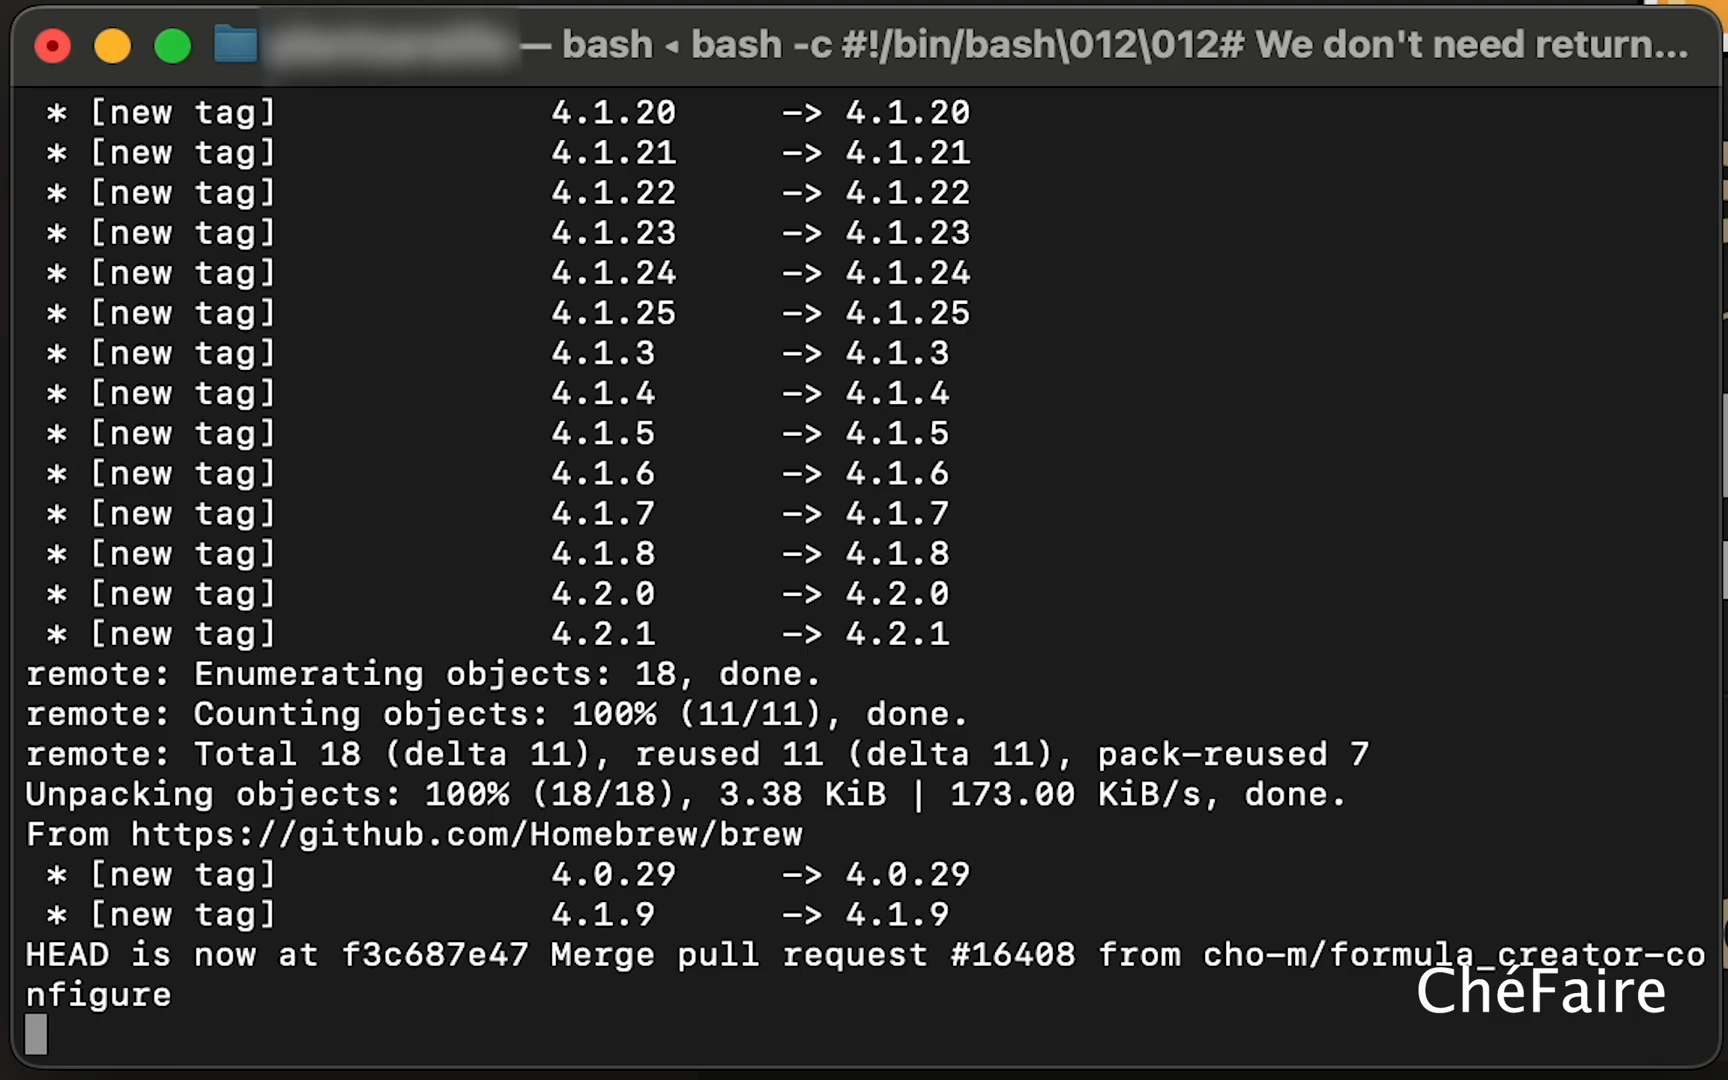 — bash ◂ bash -c #!/bin/bash\012\012# We don't need return...
* [new tag] 4.1.20 -> 4.1.20
* [new tag] 4.1.21 -> 4.1.21
* [new tag] 4.1.22 -> 4.1.22
* [new tag] 4.1.23 -> 4.1.23
* [new tag] 4.1.24 -> 4.1.24
* [new tag] 4.1.25 -> 4.1.25
* [new tag] 4.1.3 -> 4.1.3
* [new tag] 4.1.4 -> 4.1.4
* [new tag] 4.1.5 -> 4.1.5
* [new tag] 4.1.6 -> 4.1.6
* [new tag] 4.1.7 -> 4.1.7
* [new tag] 4.1.8 -> 4.1.8
* [new tag] 4.2.0 -> 4.2.0
* [new tag] 4.2.1 -> 4.2.1
remote: Enumerating objects: 18, done.
remote: Counting objects: 100% (11/11), done.
remote: Total 18 (delta 11), reused 11 (delta 11), pack-reused 7
Unpacking objects: 100% (18/18), 3.38 KiB | 173.00 KiB/s, done.
From https://github.com/Homebrew/brew
* [new tag] 4.0.29 -> 4.0.29
* [new tag] 4.1.9 -> 4.1.9
HEAD is now at f3c687e47 Merge pull request #16408 from cho-m/formula_creator-co
nfigure
ChéFaire